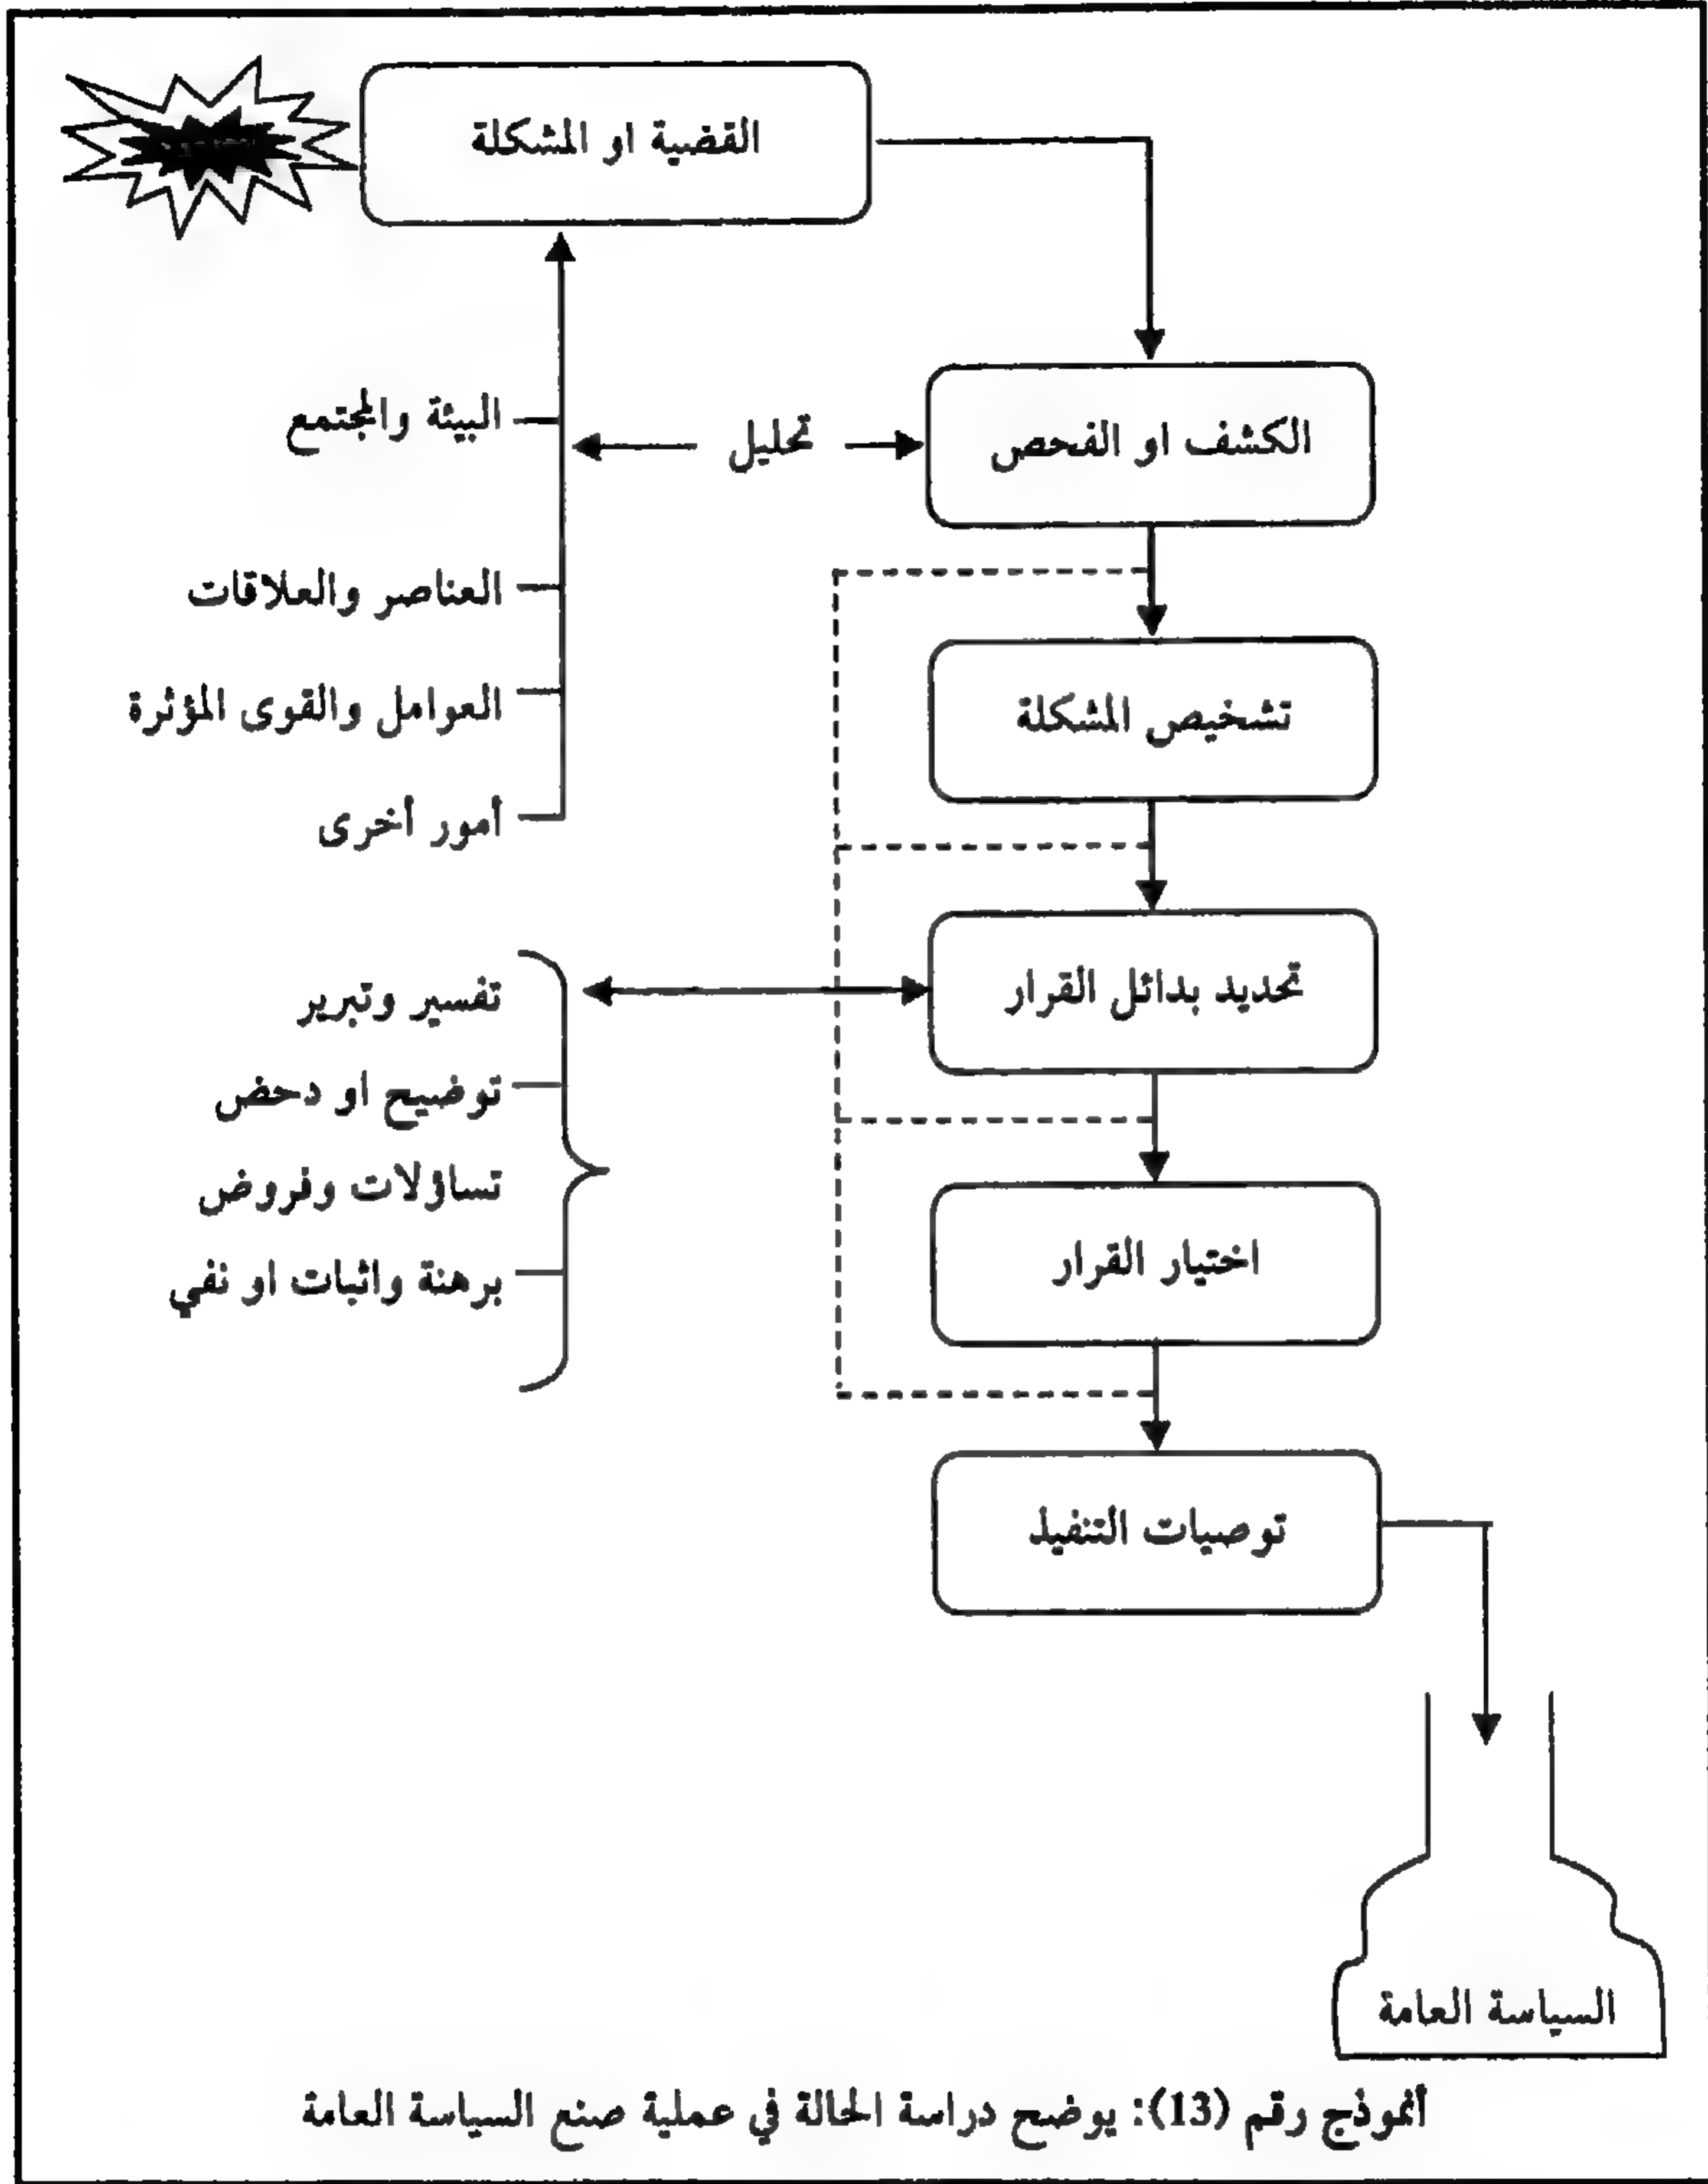 القضية او المشكلة
الكشف او الفحص
تحليل
البيئة والمجتمع
العناصر والعلاقات
العوامل والقوى المؤثرة
أمور أخرى
تشخيص المشكلة
تحديد بدائل القرار
تفسير وتبرير
توضيح او دحض
تساؤلات وفروض
برهنة واثبات او نفي
اختيار القرار
توصيات التنفيذ
السياسة العامة
أنموذج رقم (13): يوضح دراسة الحالة في عملية صنع السياسة العامة